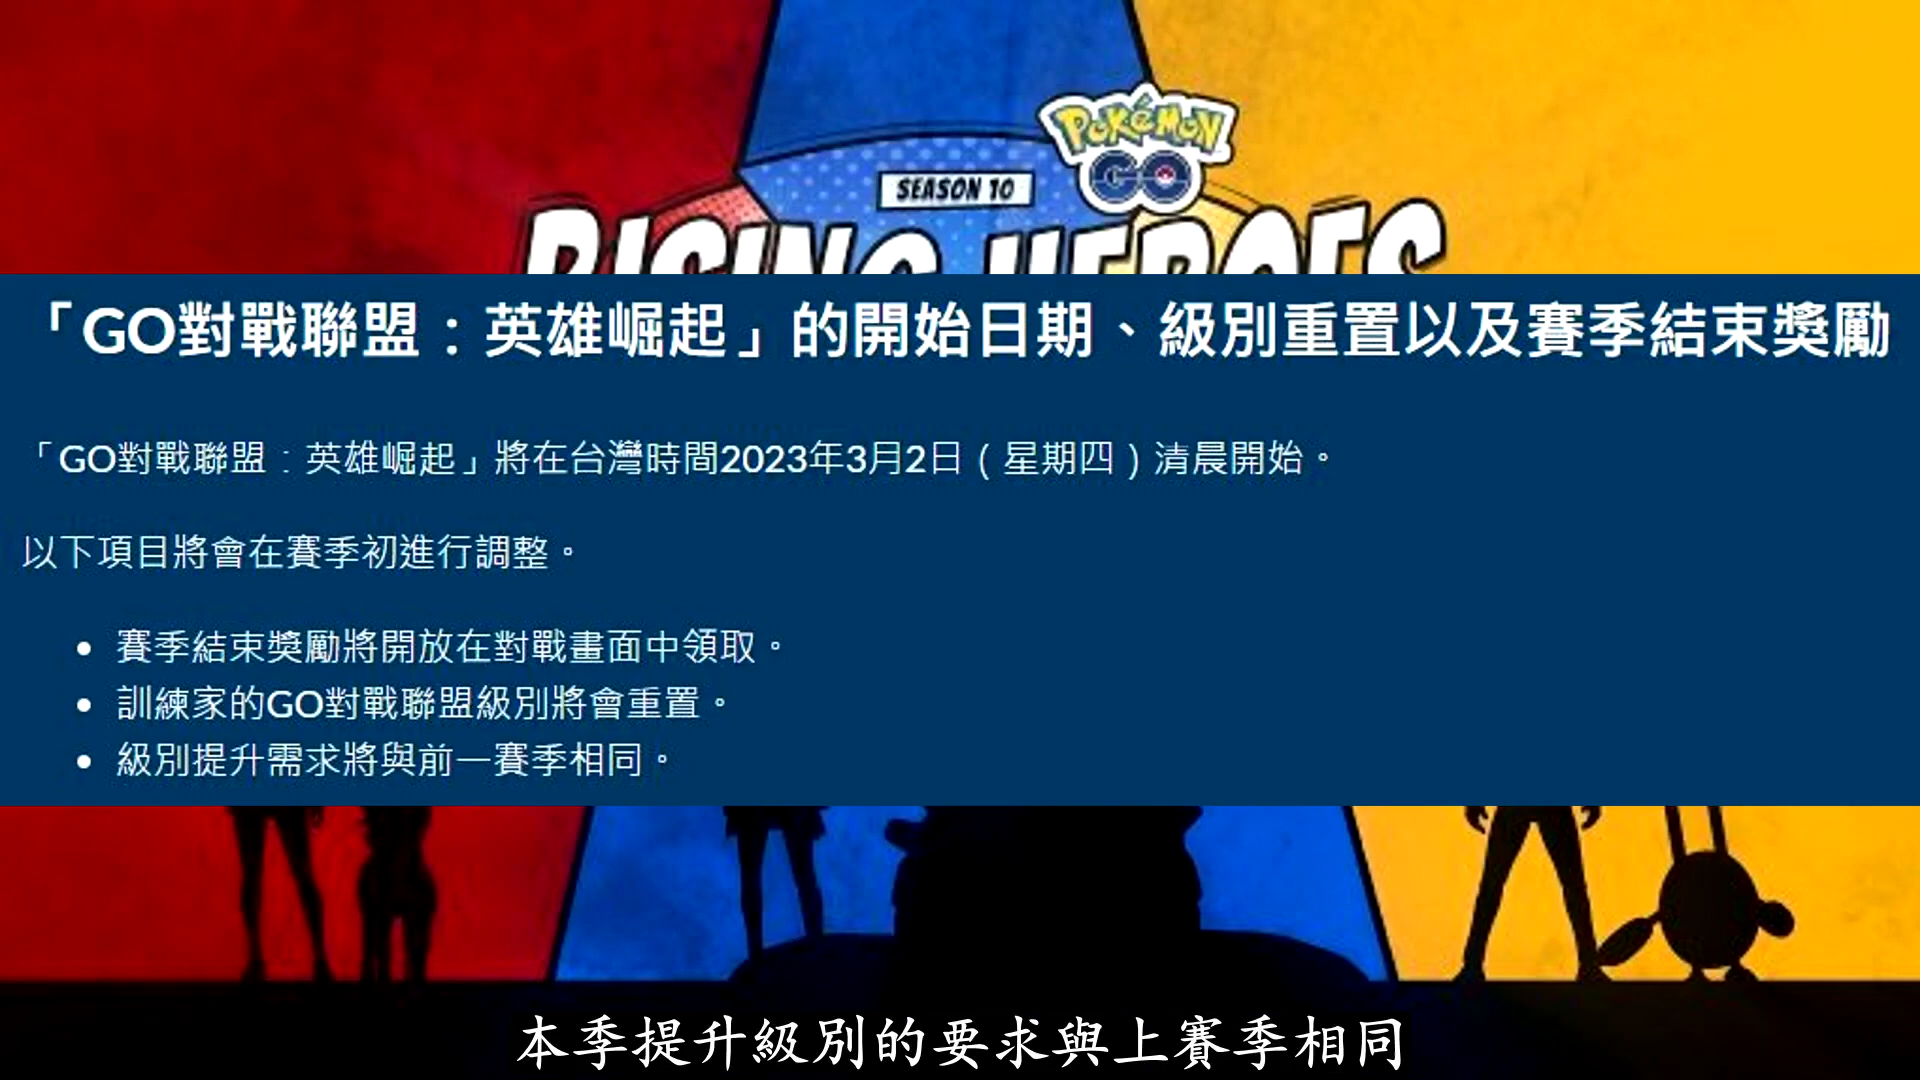 Pokémon
GO
SEASON 10
RISING HEROES
「GO對戰聯盟：英雄崛起」的開始日期、級別重置以及賽季結束獎勵
「GO對戰聯盟：英雄崛起」將在台灣時間2023年3月2日（星期四）清晨開始。
以下項目將會在賽季初進行調整。
• 賽季結束獎勵將開放在對戰畫面中領取。
• 訓練家的GO對戰聯盟級別將會重置。
• 級別提升需求將與前一賽季相同。
本季提升級別的要求與上賽季相同